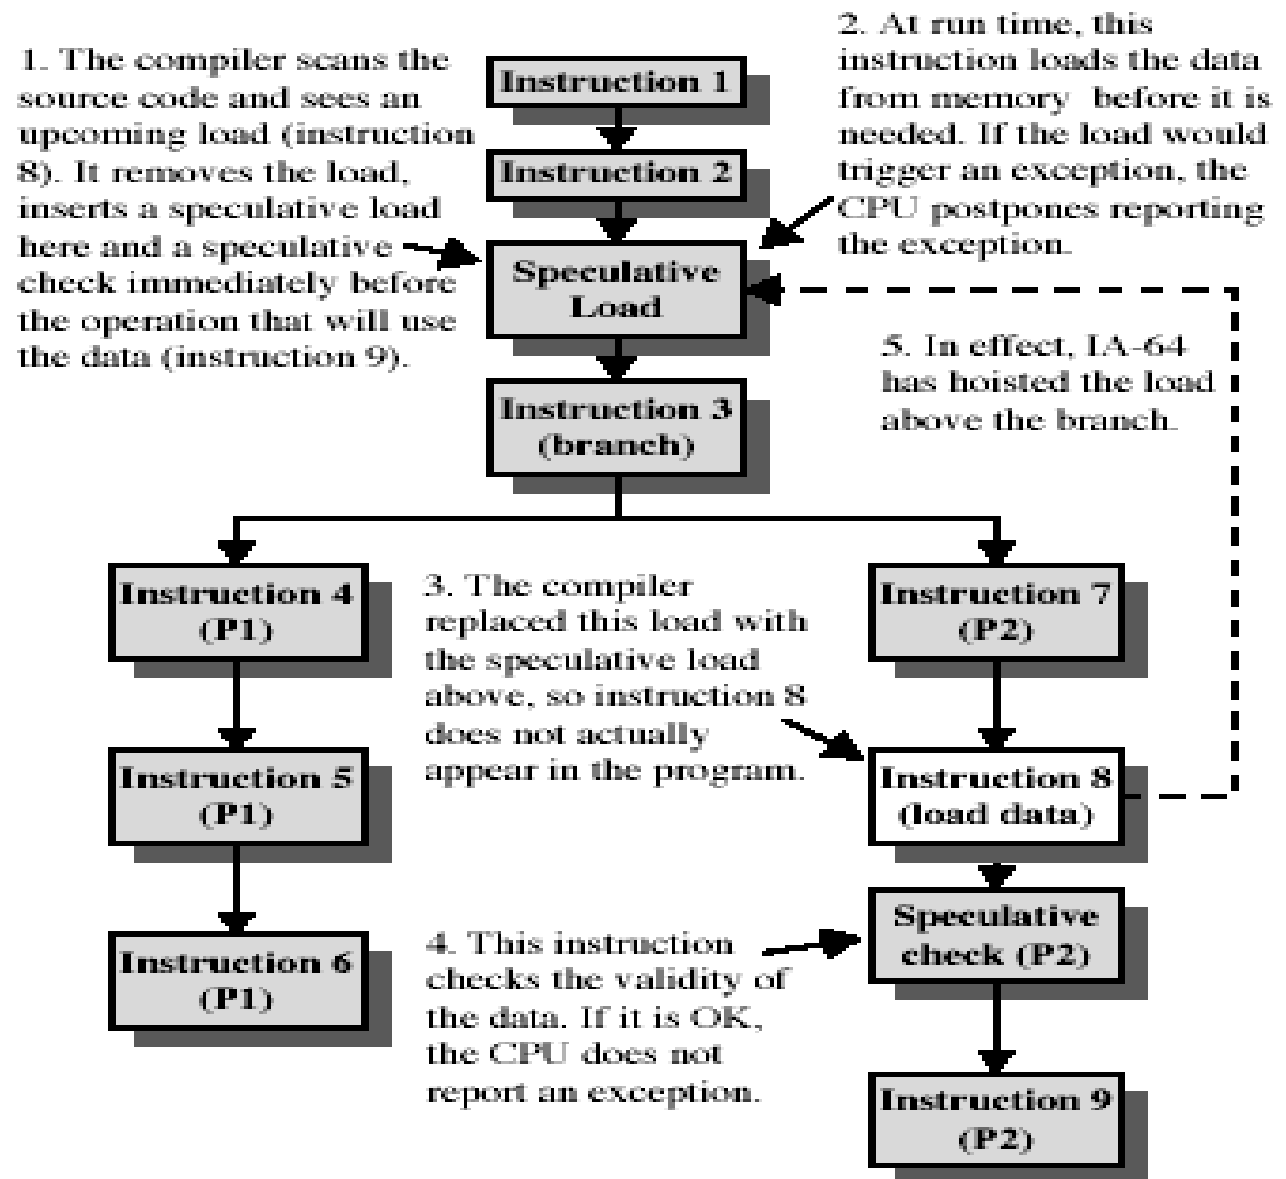 1. The compiler scans the
source code and sees an
upcoming load (instruction
8). It removes the load,
inserts a speculative load
here and a speculative
check immediately before
the operation that will use
the data (instruction 9).
Instruction 1
Instruction 2
Speculative
Load
Instruction 3
(branch)
2. At run time, this
instruction loads the data
from memory before it is
needed. If the load would
trigger an exception, the
CPU postpones reporting
the exception.
5. In effect, IA-64
has hoisted the load
above the branch.
Instruction 4
(P1)
Instruction 5
(P1)
Instruction 6
(P1)
3. The compiler
replaced this load with
the speculative load
above, so instruction 8
does not actually
appear in the program.
Instruction 7
(P2)
Instruction 8
(load data)
4. This instruction
checks the validity of
the data. If it is OK,
the CPU does not
report an exception.
Speculative
check (P2)
Instruction 9
(P2)